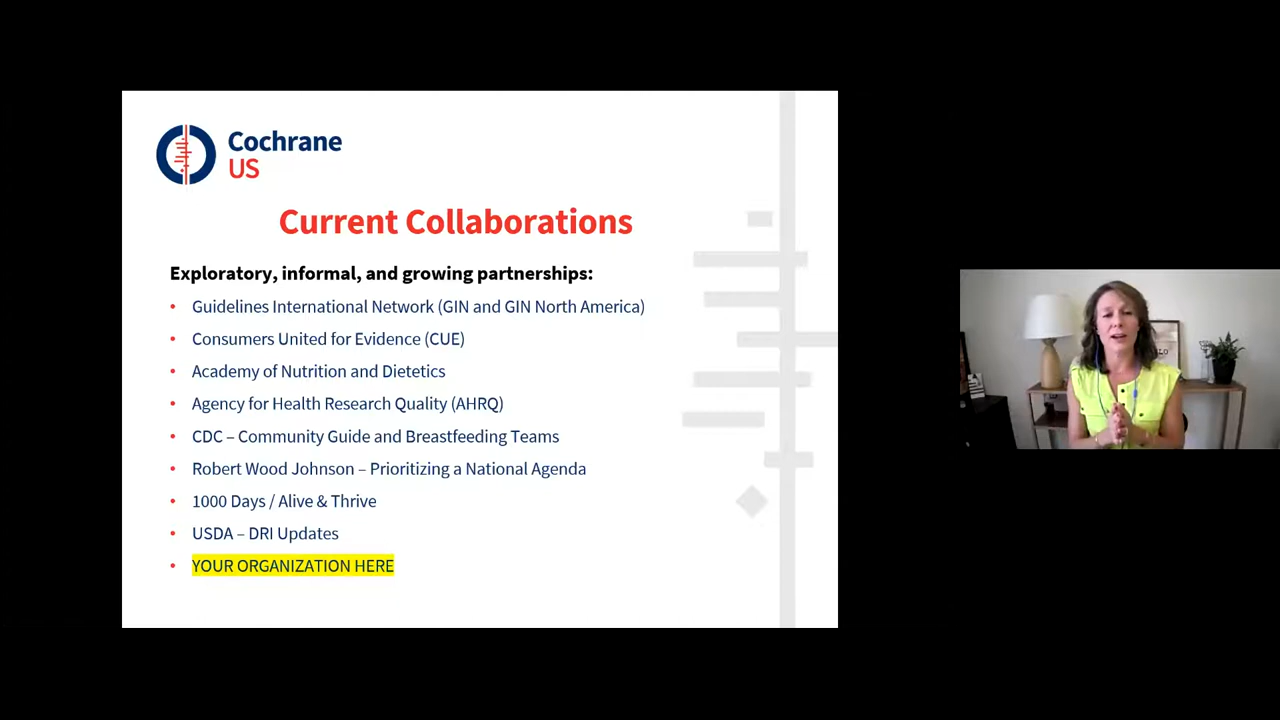 Cochrane
US
Current Collaborations
Exploratory, informal, and growing partnerships:
• Guidelines International Network (GIN and GIN North America)
• Consumers United for Evidence (CUE)
• Academy of Nutrition and Dietetics
• Agency for Health Research Quality (AHRQ)
• CDC – Community Guide and Breastfeeding Teams
• Robert Wood Johnson – Prioritizing a National Agenda
• 1000 Days / Alive & Thrive
• USDA – DRI Updates
• YOUR ORGANIZATION HERE